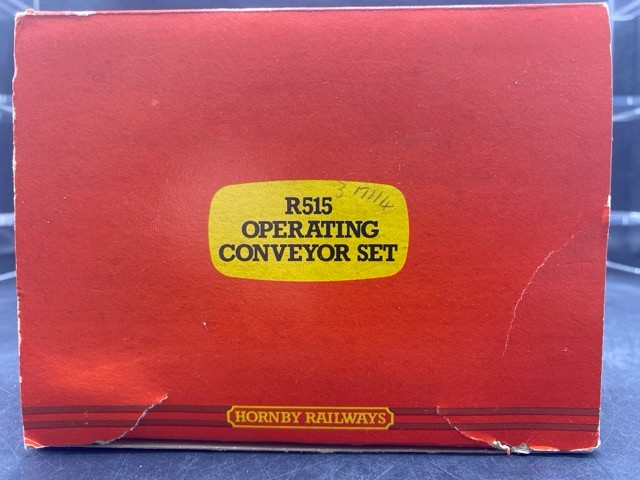 R515
OPERATING
CONVEYOR SET
HORNBY RAILWAYS